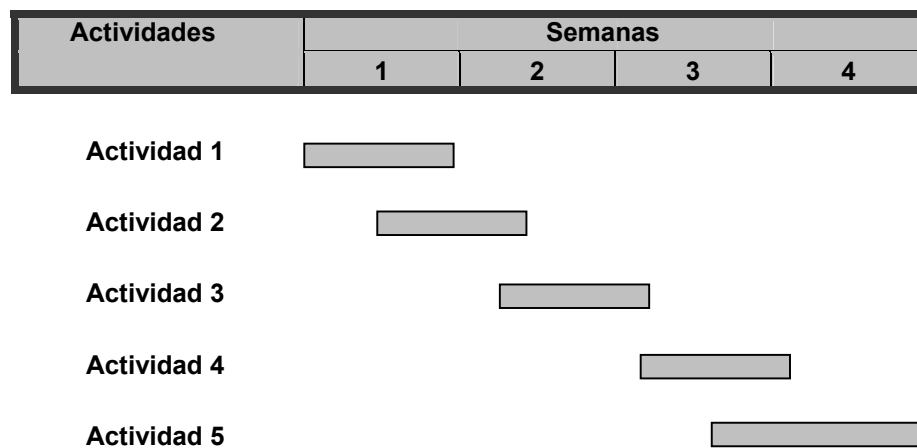 Actividades Semanas
1 2 3 4
Actividad 1
Actividad 2
Actividad 3
Actividad 4
Actividad 5